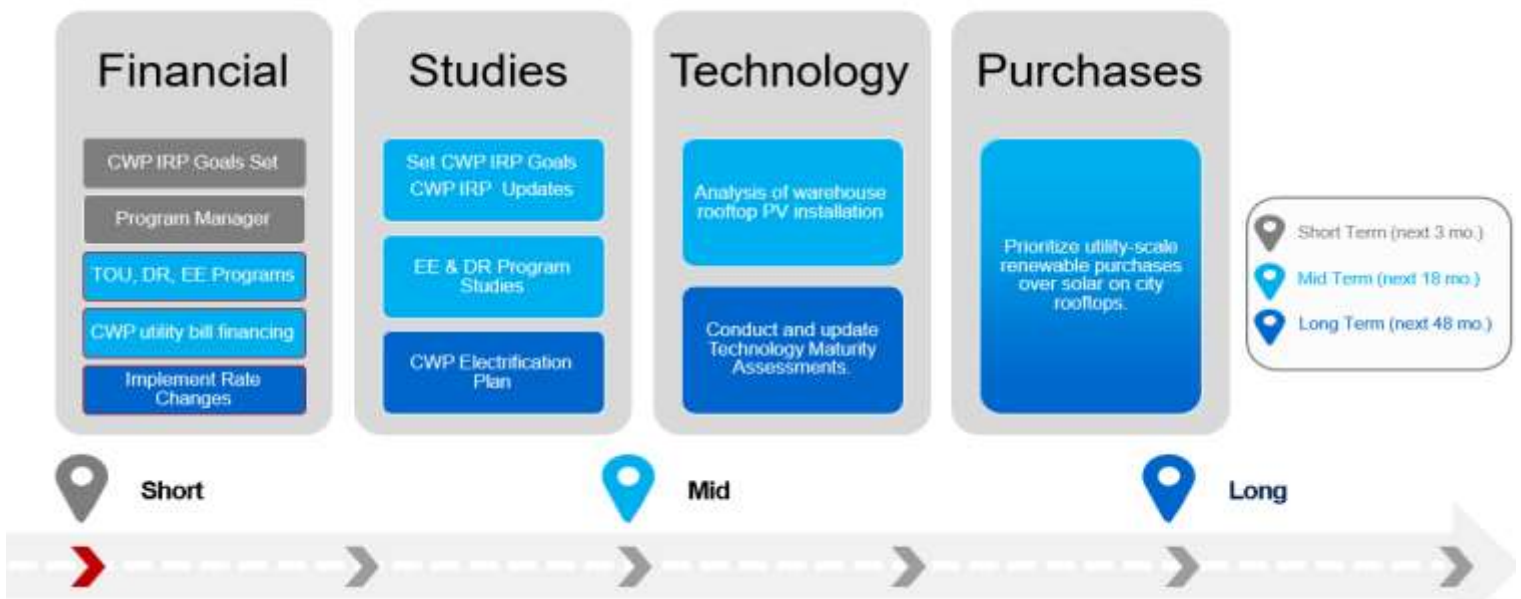 Financial
CWP IRP Goals Set
Program Manager
TOU, DR, EE Programs
CWP utility bill financing
Implement Rate
Changes
Studies
Set CWP IRP Goals
CWP IRP Updates
EE & DR Program
Studies
CWP Electrification
Plan
Technology
Analysis of warehouse
rooftop PV installation
Conduct and update
Technology Maturity
Assessments.
Purchases
Prioritize utility-scale
renewable purchases
over solar on city
rooftops.
Short Term (next 3 mo.)
Mid Term (next 18 mo.)
Long Term (next 48 mo.)
Short
Mid
Long